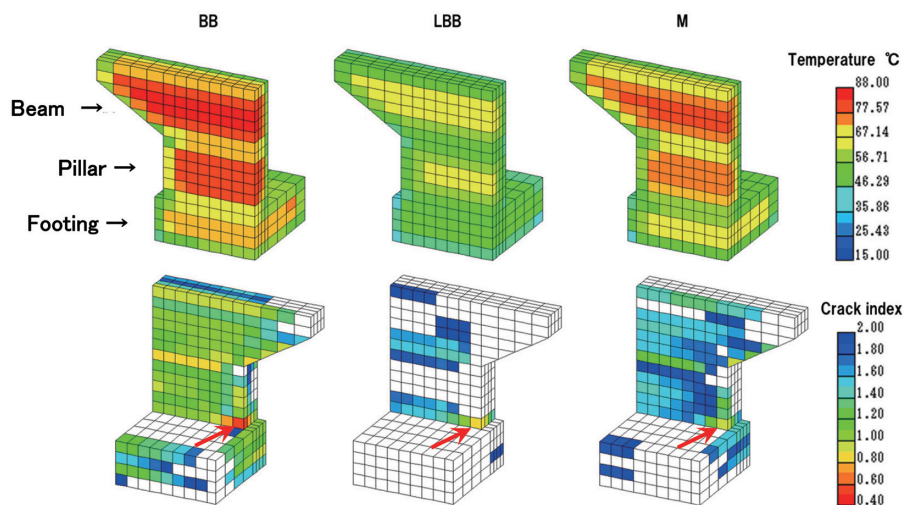 BB
LBB
M
Temperature ℃
88.00
77.57
67.14
56.71
46.29
35.86
25.43
15.00
Beam →
Pillar →
Footing →
Crack index
2.00
1.80
1.60
1.40
1.20
1.00
0.80
0.60
0.40